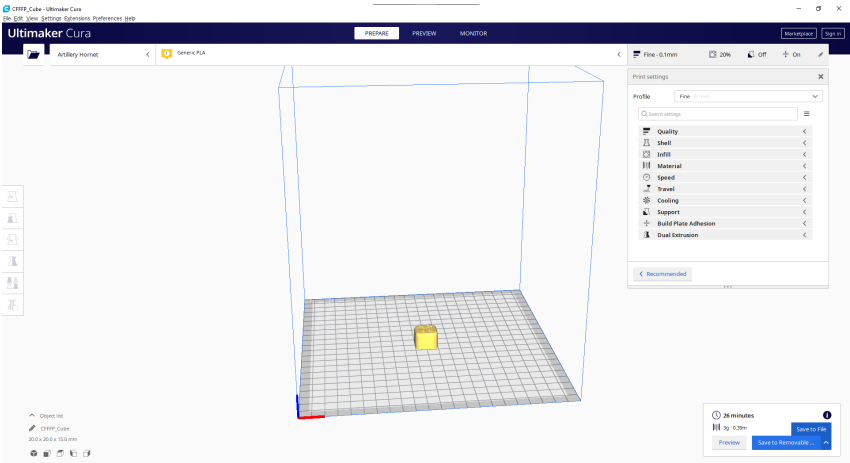 CFFFP_Cube - Ultimaker Cura
File Edit View Settings Extensions Preferences Help
Ultimaker Cura
PREPARE
PREVIEW
MONITOR
Marketplace
Sign in
Artillery Hornet
Generic PLA
Fine - 0.1mm
20%
Off
On
Print settings
Profile
Fine - 0.1mm
Search settings
Quality
Shell
Infill
Material
Speed
Travel
Cooling
Support
Build Plate Adhesion
Dual Extrusion
Recommended
Object list
CFFFP_Cube
20.0 x 20.0 x 15.0 mm
26 minutes
3g · 0.99m
Save to File
Preview
Save to Removable ...